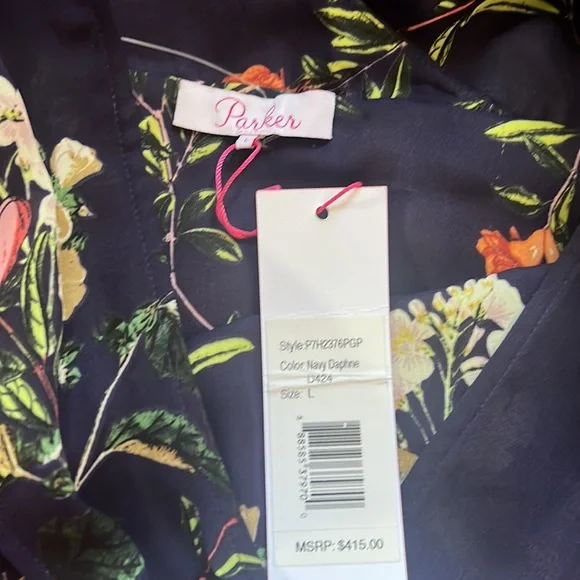 Parker
Style:P7H2376PGP
Color:Navy Daphne
D424
Size: L
MSRP: $415.00